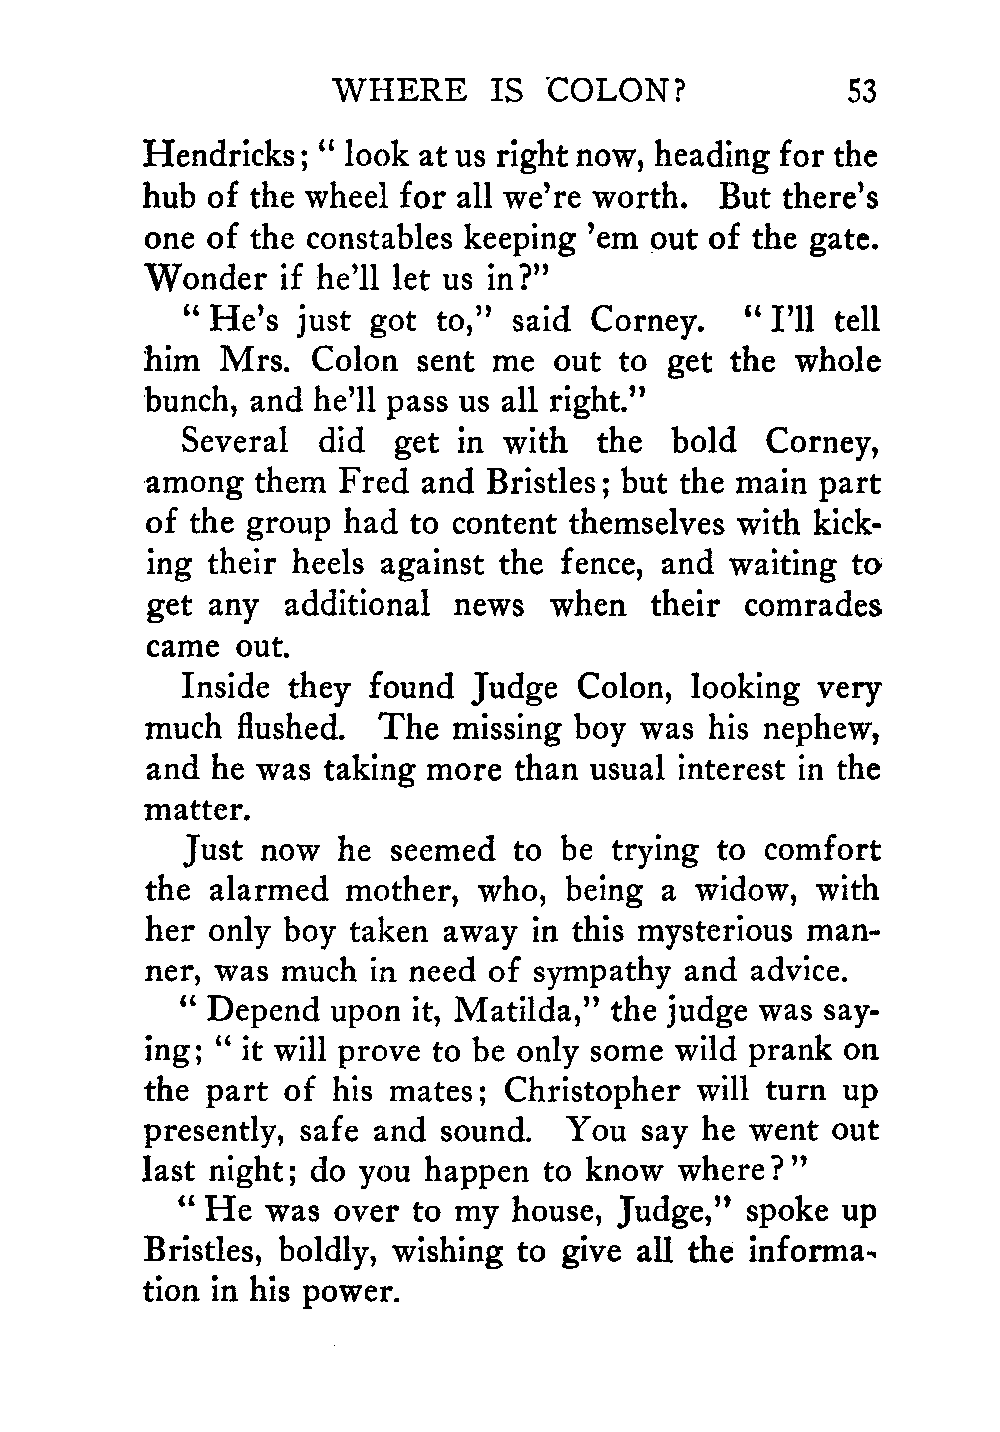 WHERE IS COLON? 53
Hendricks; “ look at us right now, heading for the
hub of the wheel for all we’re worth. But there’s
one of the constables keeping ’em out of the gate.
Wonder if he’ll let us in?”
“ He’s just got to,” said Corney. “ I’ll tell
him Mrs. Colon sent me out to get the whole
bunch, and he’ll pass us all right.”
Several did get in with the bold Corney,
among them Fred and Bristles; but the main part
of the group had to content themselves with kick-
ing their heels against the fence, and waiting to
get any additional news when their comrades
came out.
Inside they found Judge Colon, looking very
much flushed. The missing boy was his nephew,
and he was taking more than usual interest in the
matter.
Just now he seemed to be trying to comfort
the alarmed mother, who, being a widow, with
her only boy taken away in this mysterious man-
ner, was much in need of sympathy and advice.
“ Depend upon it, Matilda,” the judge was say-
ing; “ it will prove to be only some wild prank on
the part of his mates; Christopher will turn up
presently, safe and sound. You say he went out
last night; do you happen to know where?”
“ He was over to my house, Judge,” spoke up
Bristles, boldly, wishing to give all the informa-
tion in his power.